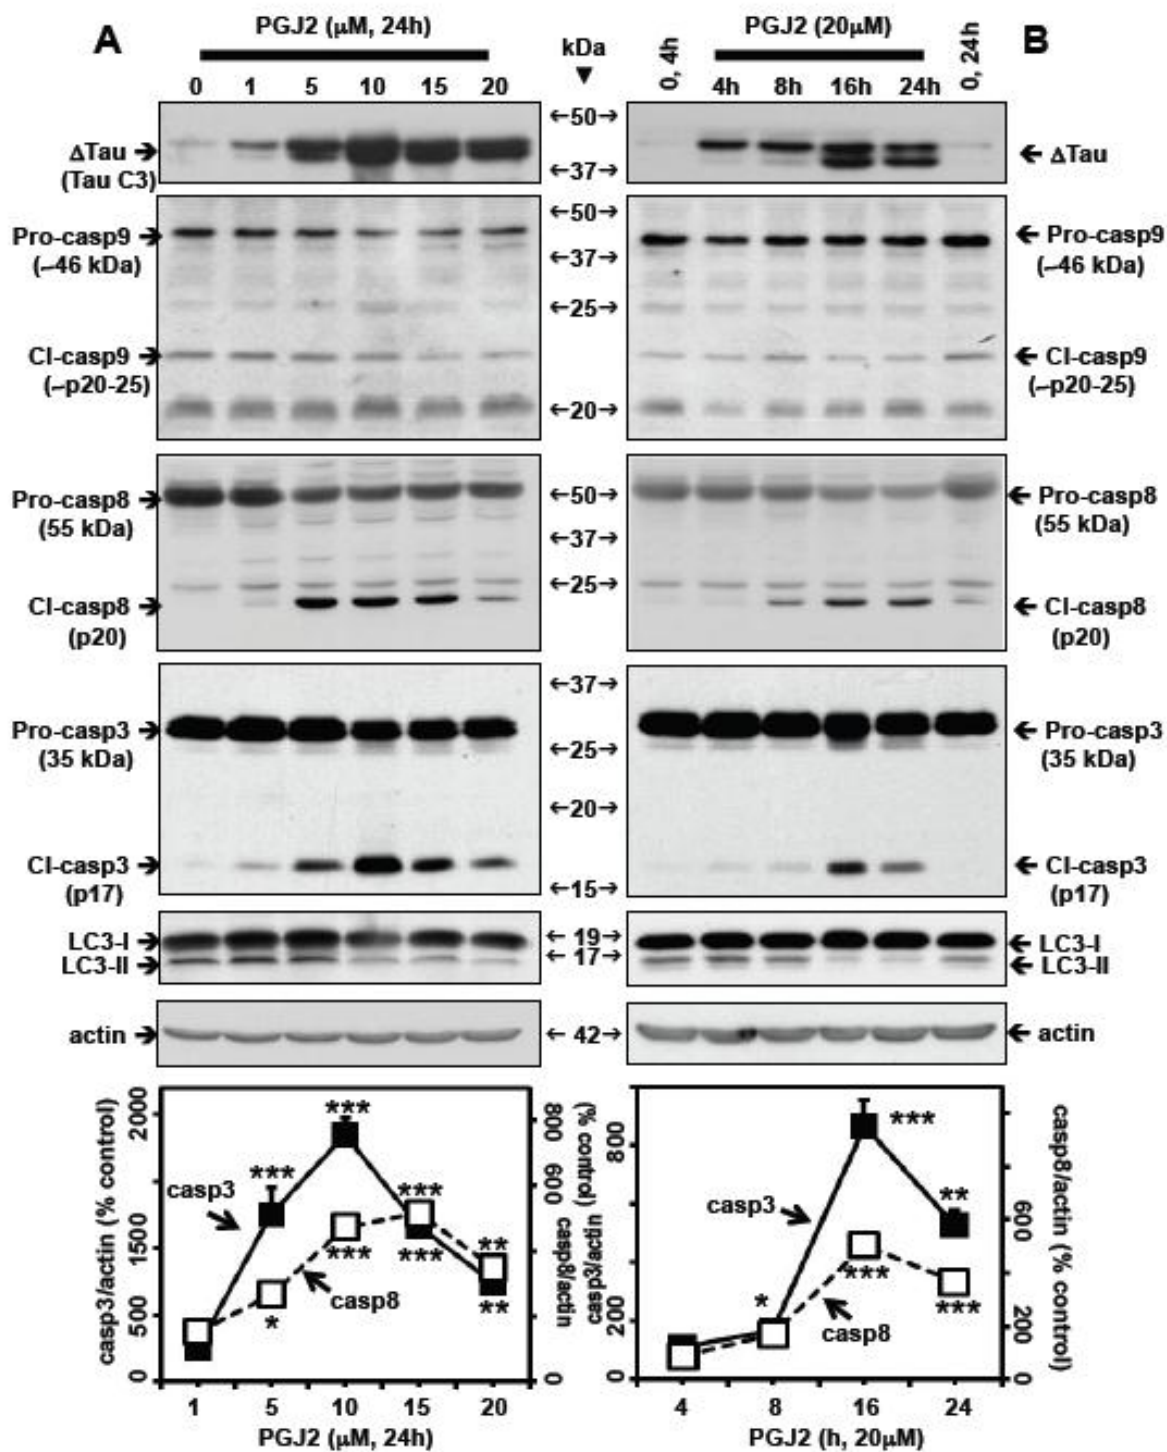 A
PGJ2 (µM, 24h)
0 1 5 10 15 20
kDa
▼
0, 4h
PGJ2 (20µM)
4h 8h 16h 24h
0, 24h
B
ΔTau →
(Tau C3)
←50→
←37→
← ΔTau
Pro-casp9 →
(~46 kDa)
Cl-casp9 →
(~p20-25)
←50→
←37→
←25→
←20→
← Pro-casp9
(~46 kDa)
← Cl-casp9
(~p20-25)
Pro-casp8 →
(55 kDa)
Cl-casp8 →
(p20)
←50→
←37→
←25→
← Pro-casp8
(55 kDa)
← Cl-casp8
(p20)
Pro-casp3 →
(35 kDa)
Cl-casp3 →
(p17)
←37→
←25→
←20→
←15→
← Pro-casp3
(35 kDa)
← Cl-casp3
(p17)
LC3-I →
LC3-II →
← 19→
← 17→
← LC3-I
← LC3-II
actin →
← 42→
← actin
casp3/actin (% control)
2000
1500
500
0
casp3
casp8
***
***
***
***
***
*
**
**
800
600
0
casp8/actin
(% control)
1 5 10 15 20
PGJ2 (µM, 24h)
casp3/actin
800
200
0
casp3
casp8
***
**
*
***
***
600
200
0
casp8/actin (% control)
4 8 16 24
PGJ2 (h, 20µM)